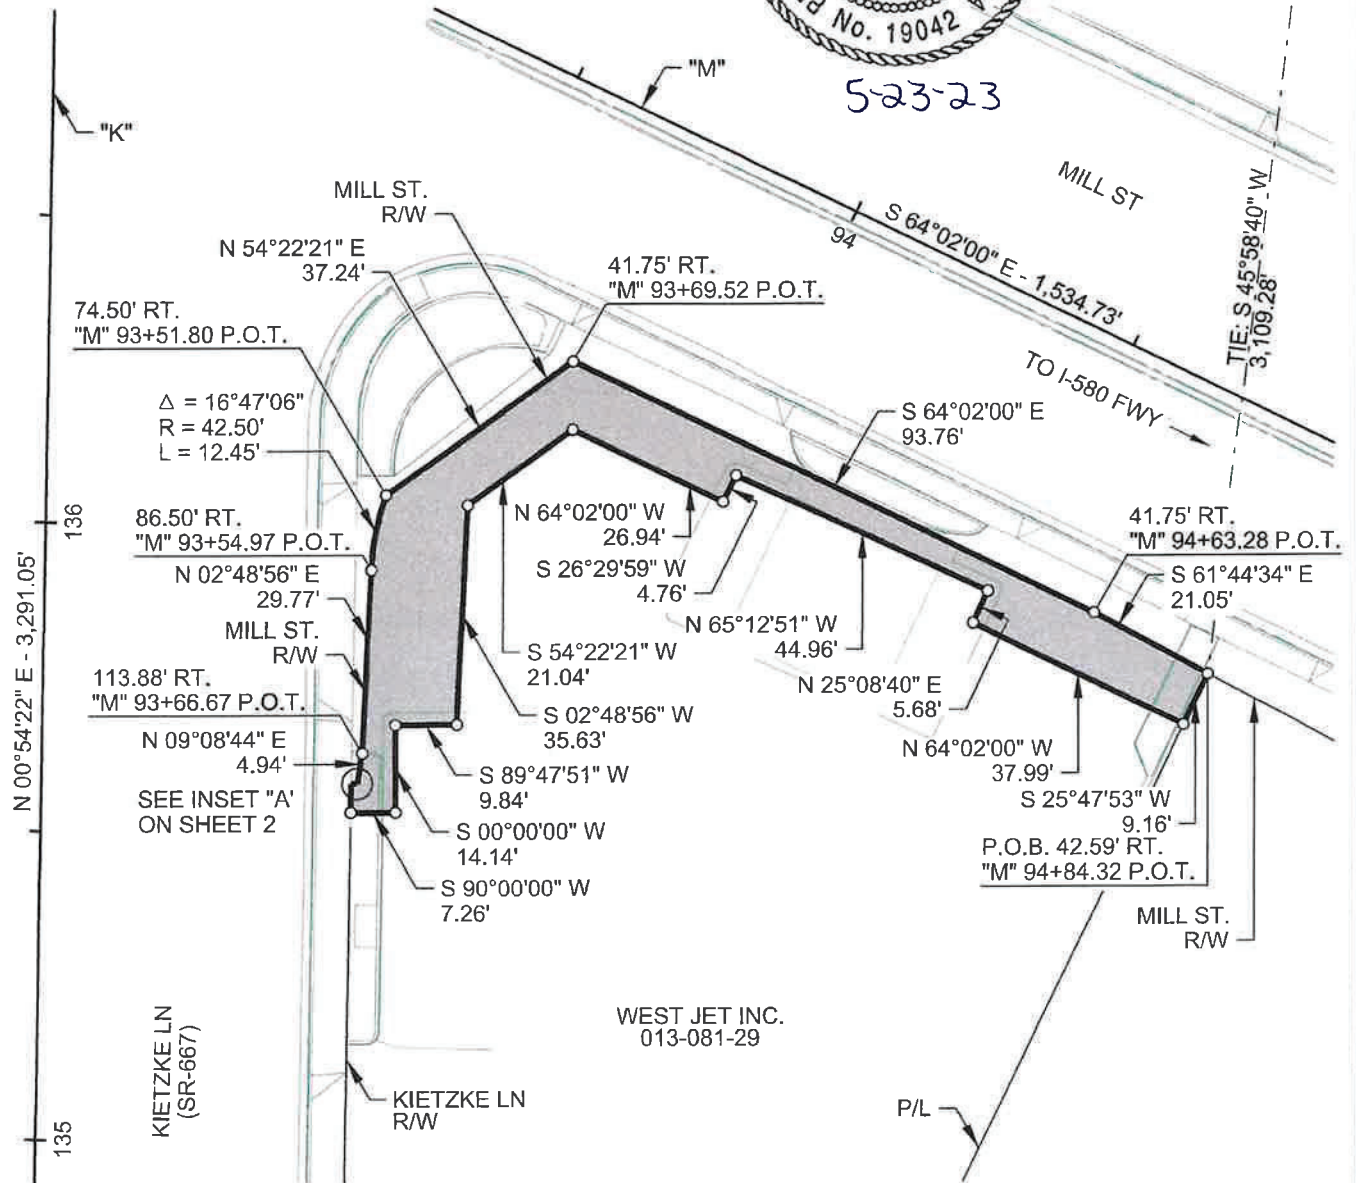 No. 19042
5-23-23
"M"
"K"
MILL ST
MILL ST.
R/W
N 54°22'21" E
37.24'
41.75' RT.
"M" 93+69.52 P.O.T.
94
S 64°02'00" E - 1,534.73'
TIE: S 45°58'40" W
3,109.28'
74.50' RT.
"M" 93+51.80 P.O.T.
TO I-580 FWY
Δ = 16°47'06"
R = 42.50'
L = 12.45'
S 64°02'00" E
93.76'
136
86.50' RT.
"M" 93+54.97 P.O.T.
N 64°02'00" W
26.94'
41.75' RT.
"M" 94+63.28 P.O.T.
N 02°48'56" E
29.77'
S 26°29'59" W
4.76'
S 61°44'34" E
21.05'
N 00°54'22" E - 3,291.05'
MILL ST.
R/W
N 65°12'51" W
44.96'
S 54°22'21" W
21.04'
113.88' RT.
"M" 93+66.67 P.O.T.
N 25°08'40" E
5.68'
S 02°48'56" W
35.63'
N 09°08'44" E
4.94'
N 64°02'00" W
37.99'
S 89°47'51" W
9.84'
SEE INSET "A'
ON SHEET 2
S 25°47'53" W
9.16'
S 00°00'00" W
14.14'
P.O.B. 42.59' RT.
"M" 94+84.32 P.O.T.
S 90°00'00" W
7.26'
MILL ST.
R/W
WEST JET INC.
013-081-29
KIETZKE LN
(SR-667)
KIETZKE LN
R/W
P/L
135